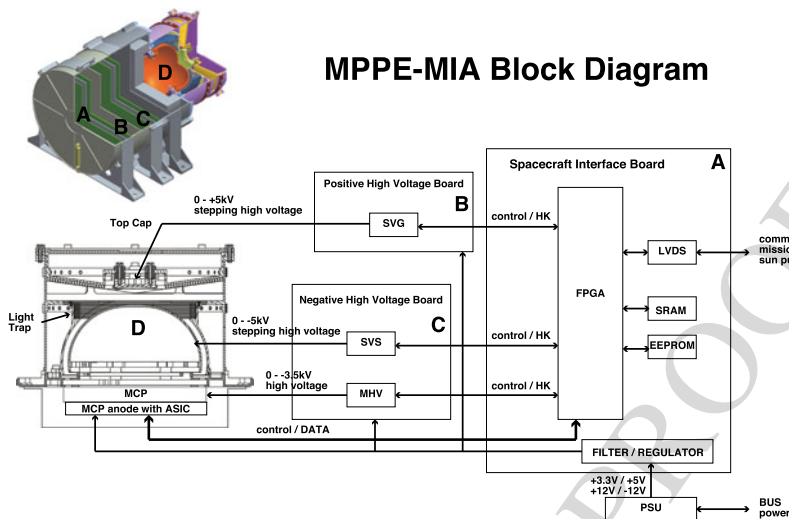 MPPE-MIA Block Diagram
D
A
B
C
Spacecraft Interface Board
A
Positive High Voltage Board
B
0 - +5kV
stepping high voltage
SVG
control / HK
Top Cap
LVDS
mission
FPGA
Negative High Voltage Board
C
SRAM
Light
Trap
D
0 - -5kV
stepping high voltage
SVS
control / HK
EEPROM
0 - -3.5kV
high voltage
MHV
control / HK
MCP
MCP anode with ASIC
control / DATA
FILTER / REGULATOR
+3.3V / +5V
+12V / -12V
PSU
BUS
power
PROO